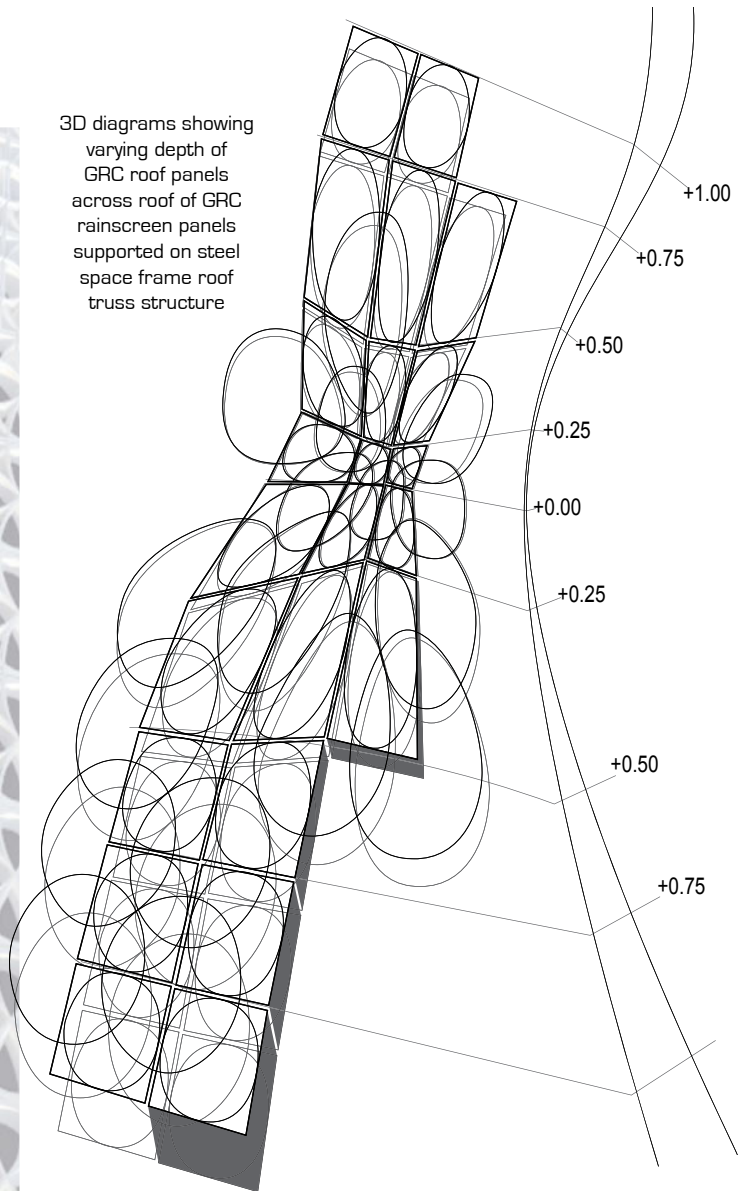 3D diagrams showing
varying depth of
GRC roof panels
across roof of GRC
rainscreen panels
supported on steel
space frame roof
truss structure
+1.00
+0.75
+0.50
+0.25
+0.00
+0.25
+0.50
+0.75